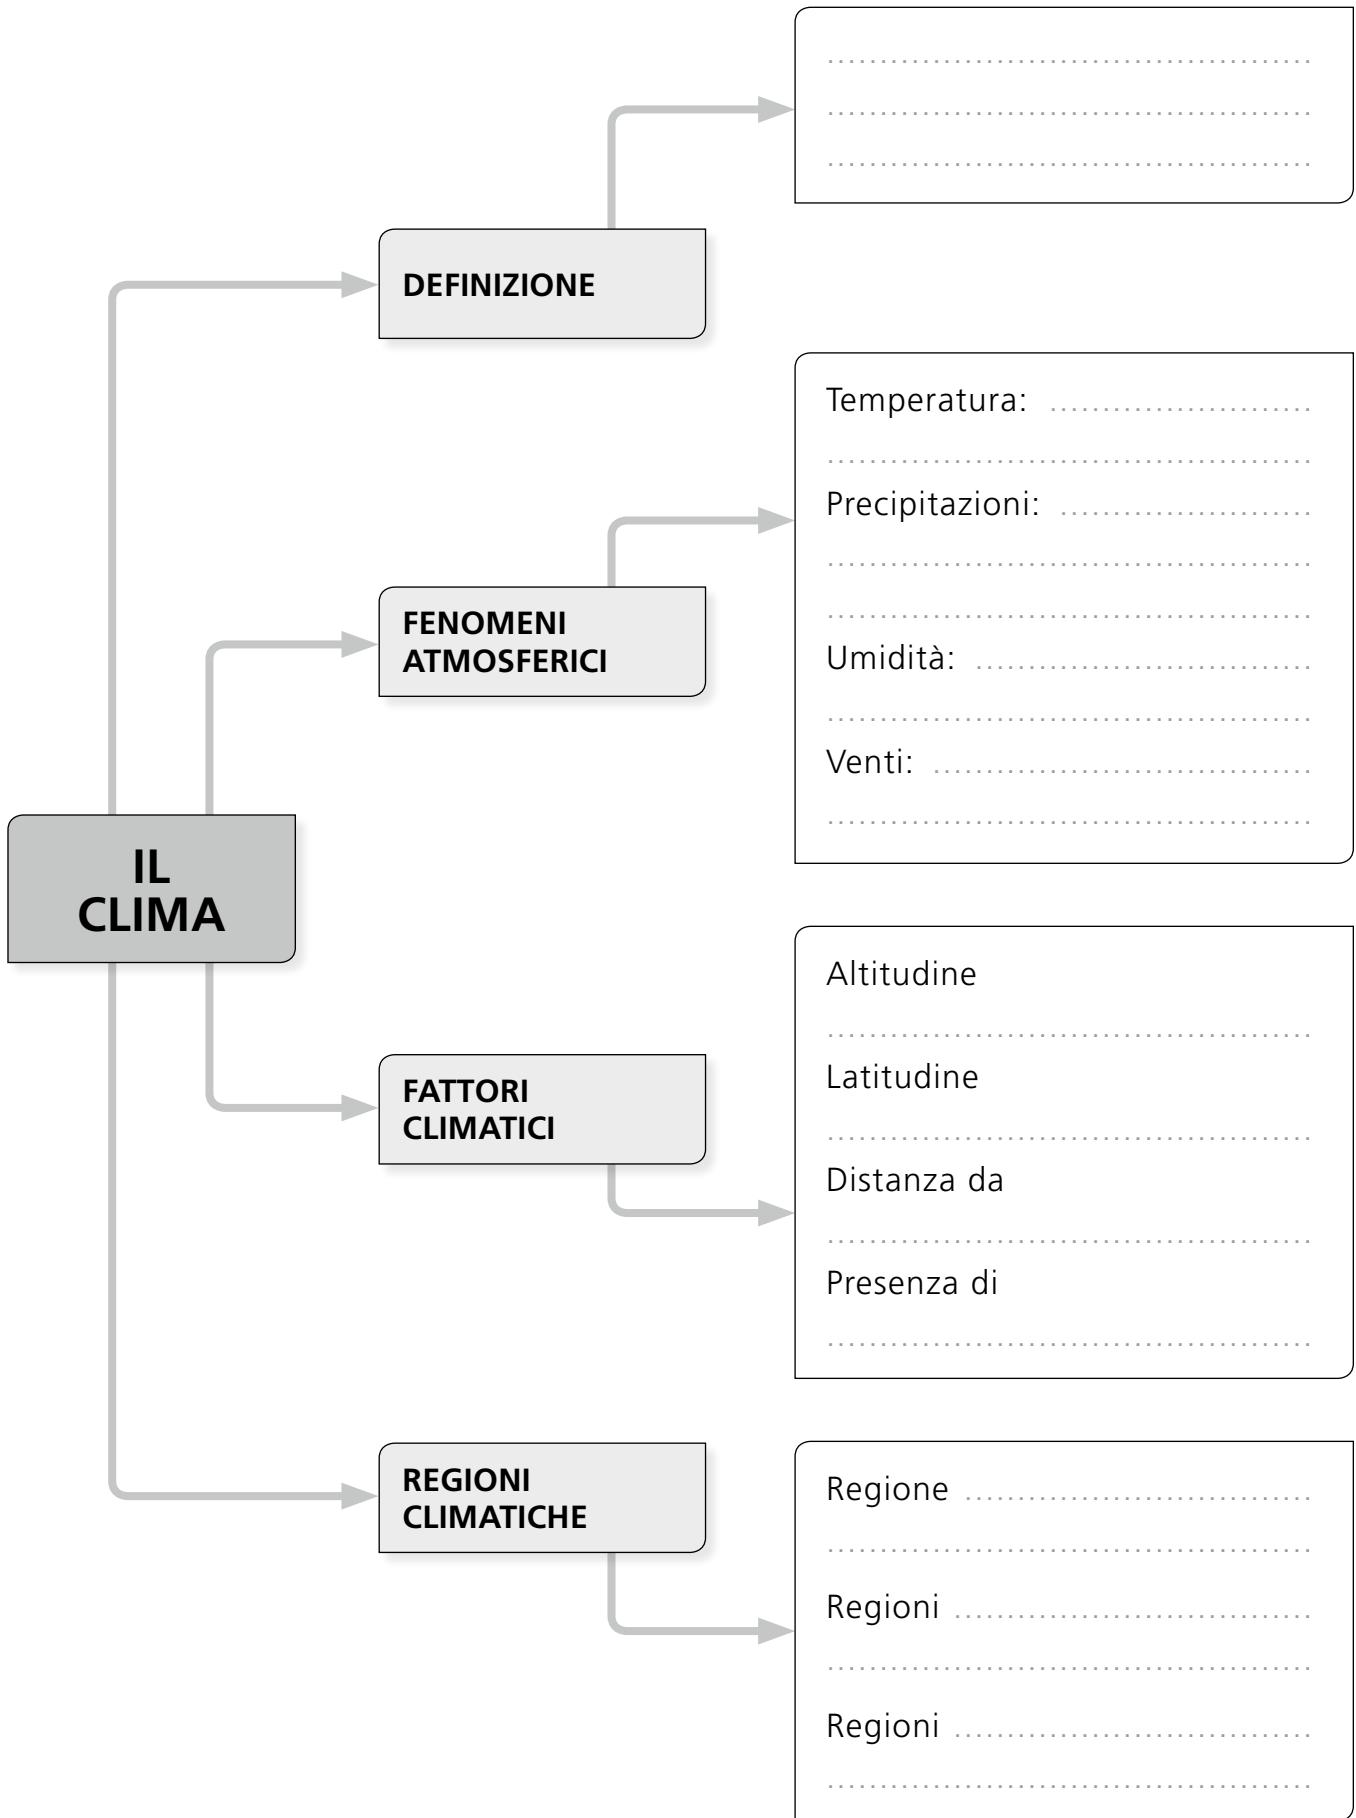 DEFINIZIONE
Temperatura: ........................
........................
Precipitazioni: ........................
........................
........................
FENOMENI
ATMOSFERICI
Umidità: ........................
........................
Venti: ........................
........................
IL
CLIMA
Altitudine
........................
Latitudine
........................
FATTORI
CLIMATICI
Distanza da
........................
Presenza di
........................
REGIONI
CLIMATICHE
Regione ........................
........................
Regioni ........................
........................
Regioni ........................
........................